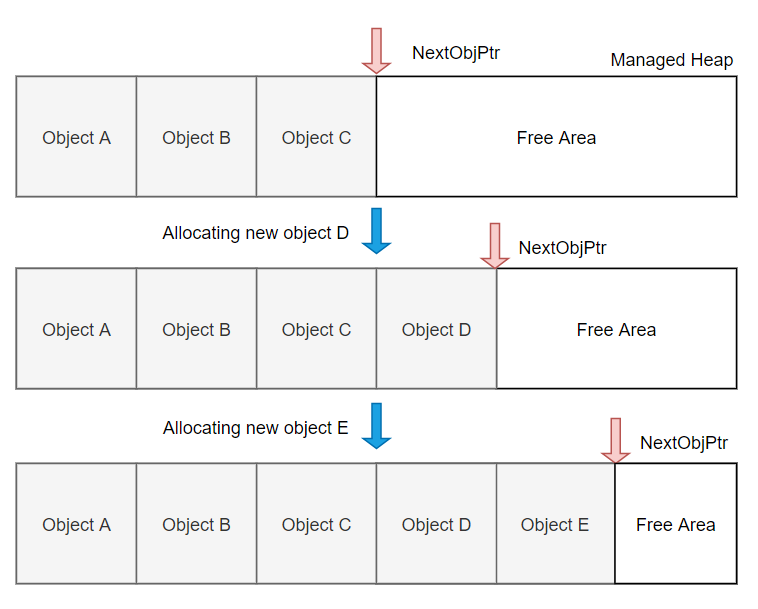 NextObjPtr
Managed Heap
Object A
Object B
Object C
Free Area
Allocating new object D
NextObjPtr
Object A
Object B
Object C
Object D
Free Area
Allocating new object E
NextObjPtr
Object A
Object B
Object C
Object D
Object E
Free Area